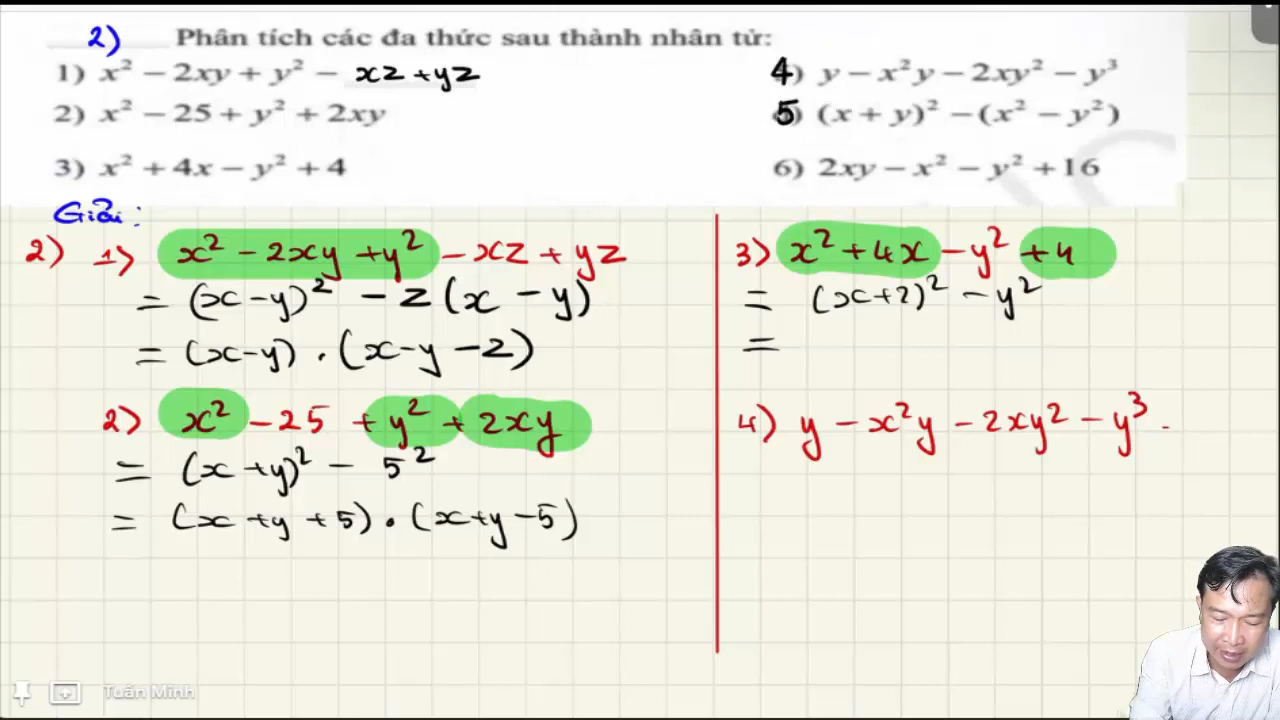 2) Phân tích các đa thức sau thành nhân tử:
1) x² − 2xy + y² − xz + yz
2) x² − 25 + y² + 2xy
3) x² + 4x − y² + 4
4) y − x²y − 2xy² − y³
5) (x + y)² − (x² − y²)
6) 2xy − x² − y² + 16
Giải:
2) 1> x² − 2xy + y² − xz + yz
= (x − y)² − z (x − y)
= (x − y) . (x − y − z)
2> x² − 25 + y² + 2xy
= (x + y)² − 5²
= (x + y + 5) . (x + y − 5)
3) x² + 4x − y² + 4
= (x + 2)² − y²
=
4) y − x²y − 2xy² − y³
Tuấn Minh